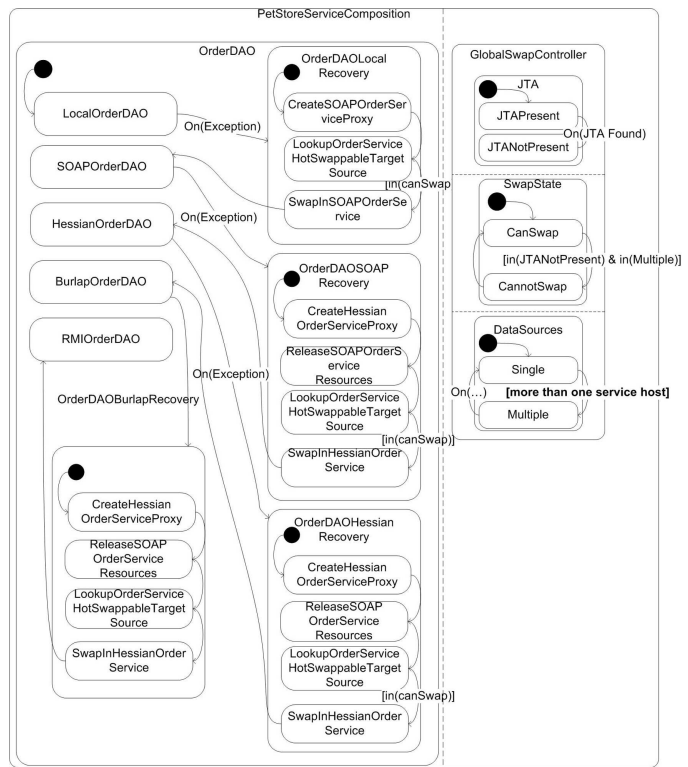 PetStoreServiceComposition
OrderDAO
LocalOrderDAO
On(Exception)
SOAPOrderDAO
HessianOrderDAO
On(Exception)
BurlapOrderDAO
RMIOrderDAO
On(Exception)
OrderDAOBurlapRecovery
CreateHessian
OrderServiceProxy
ReleaseSOAP
OrderService
Resources
LookupOrderService
HotSwappableTarget
Source
SwapInHessianOrder
Service
OrderDAOLocal
Recovery
CreateSOAPOrderSer
viceProxy
LookupOrderService
HotSwappableTarget
Source
[in(canSwap
SwapInSOAPOrderSe
rvice
OrderDAOSOAP
Recovery
CreateHessian
OrderServiceProxy
ReleaseSOAPOrderS
ervice
Resources
LookupOrderService
HotSwappableTarget
Source
[in(canSwap)]
SwapInHessianOrder
Service
OrderDAOHessian
Recovery
CreateHessian
OrderServiceProxy
ReleaseSOAP
OrderService
Resources
LookupOrderService
HotSwappableTarget
Source
[in(canSwap)]
SwapInHessianOrder
Service
GlobalSwapController
JTA
JTAPresent
On(JTA Found)
JTANotPresent
SwapState
CanSwap
[in(JTANotPresent) & in(Multiple)]
CannotSwap
DataSources
Single
On(...)
[more than one service host]
Multiple